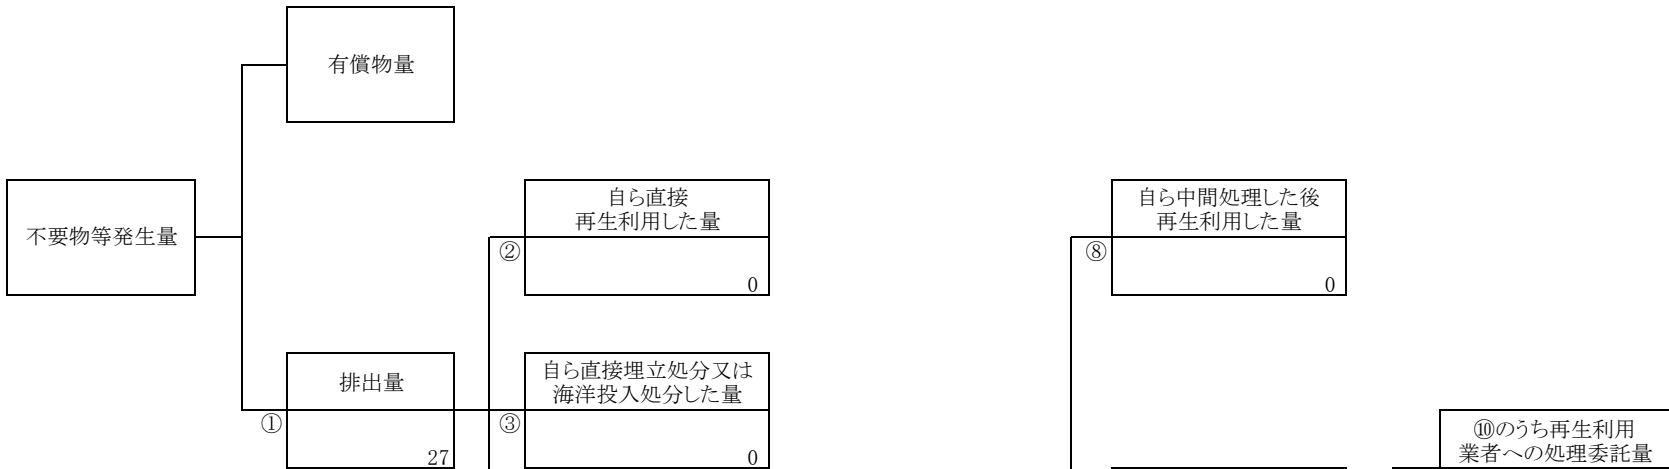 有償物量
不要物等発生量
自ら直接
再生利用した量
②
0
自ら中間処理した後
再生利用した量
⑧
0
排出量
①
27
自ら直接埋立処分又は
海洋投入処分した量
③
0
⑩のうち再生利用
業者への処理委託量